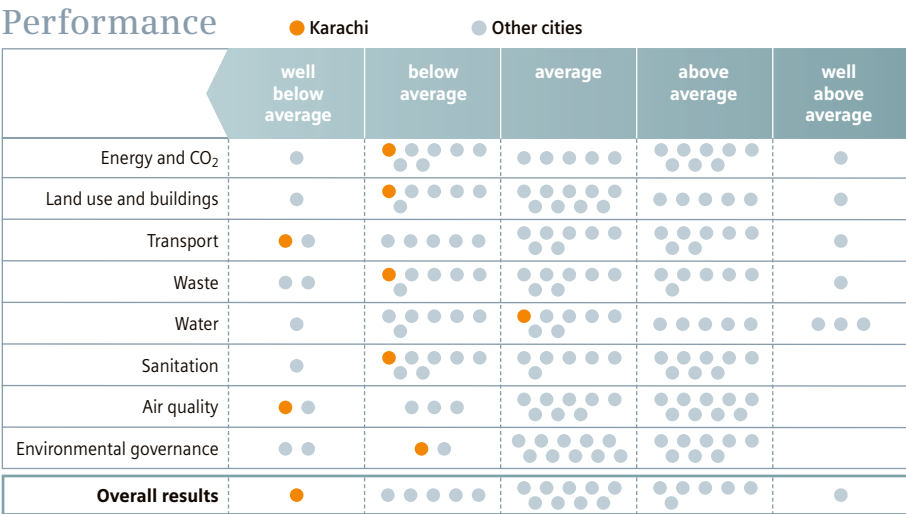 Performance
Karachi
Other cities
well
below
average
below
average
average
above
average
well
above
average
Energy and CO₂
Land use and buildings
Transport
Waste
Water
Sanitation
Air quality
Environmental governance
Overall results